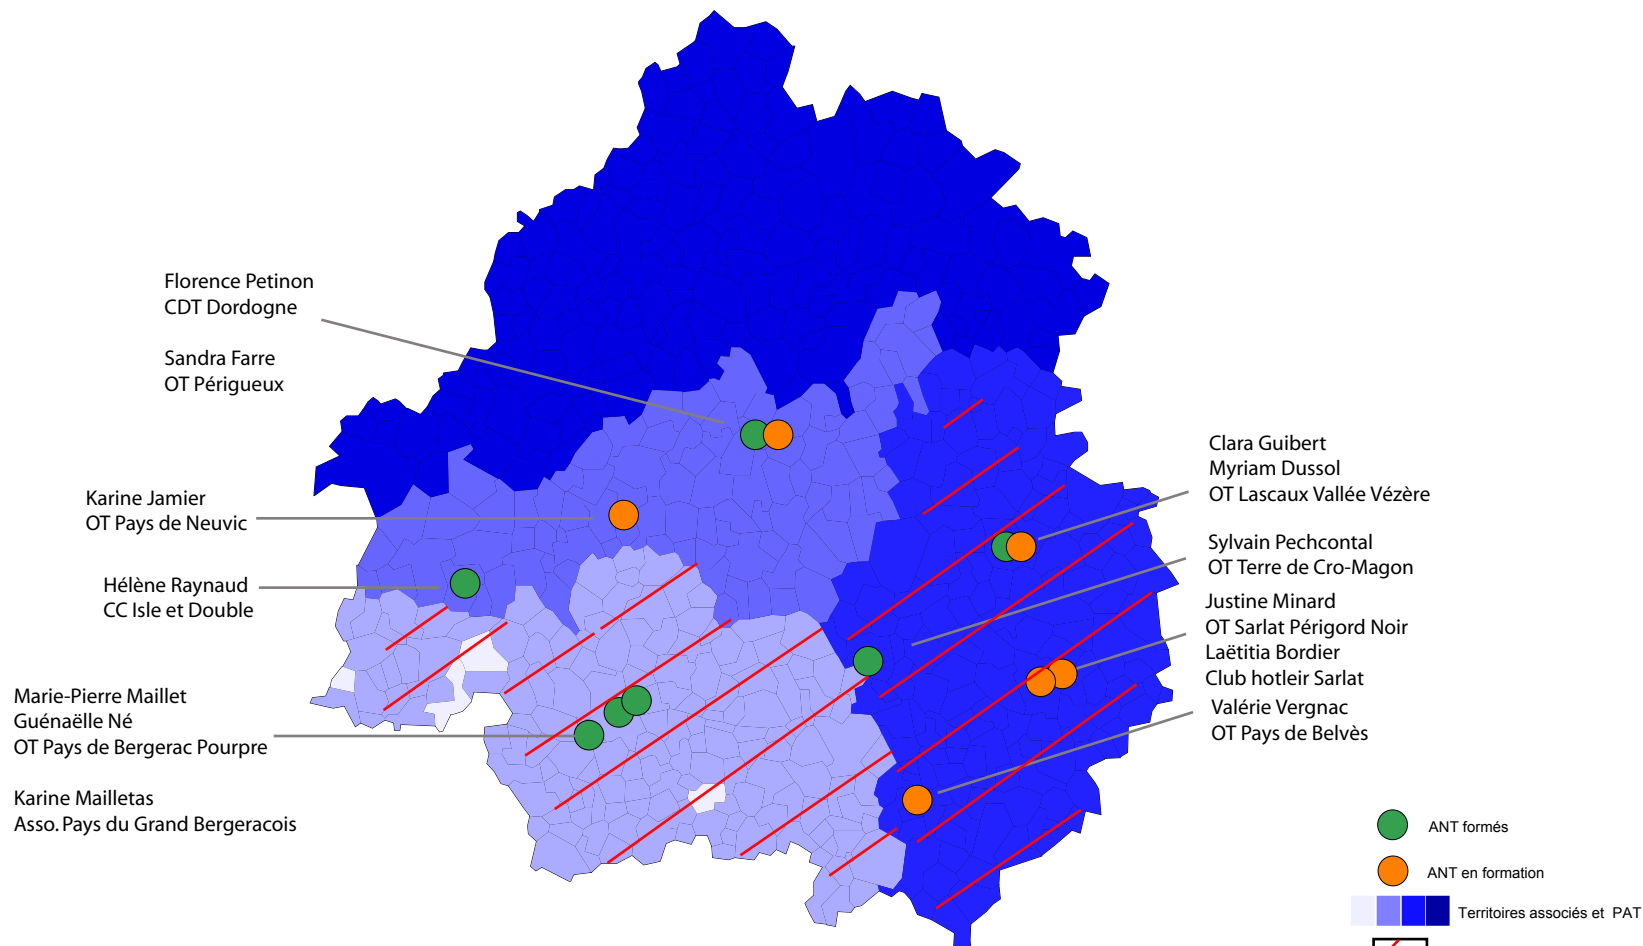 Florence Petinon
CDT Dordogne
Sandra Farre
OT Périgueux
Karine Jamier
OT Pays de Neuvic
Hélène Raynaud
CC Isle et Double
Marie-Pierre Maillet
Guénaëlle Né
OT Pays de Bergerac Pourpre
Karine Mailletas
Asso. Pays du Grand Bergeracois
Clara Guibert
Myriam Dussol
OT Lascaux Vallée Vézère
Sylvain Pechcontal
OT Terre de Cro-Magon
Justine Minard
OT Sarlat Périgord Noir
Laëtitia Bordier
Club hotleir Sarlat
Valérie Vergnac
OT Pays de Belvès
ANT formés
ANT en formation
Territoires associés et PAT